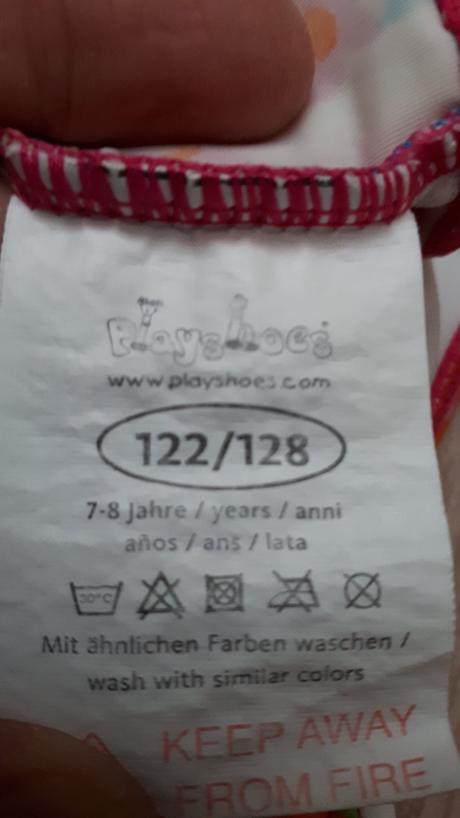 Playshoes
www.playshoes.com
122/128
7-8 Jahre / years / anni
años / ans / lata
30°C
Mit ähnlichen Farben waschen /
wash with similar colors
KEEP AWAY
FROM FIRE